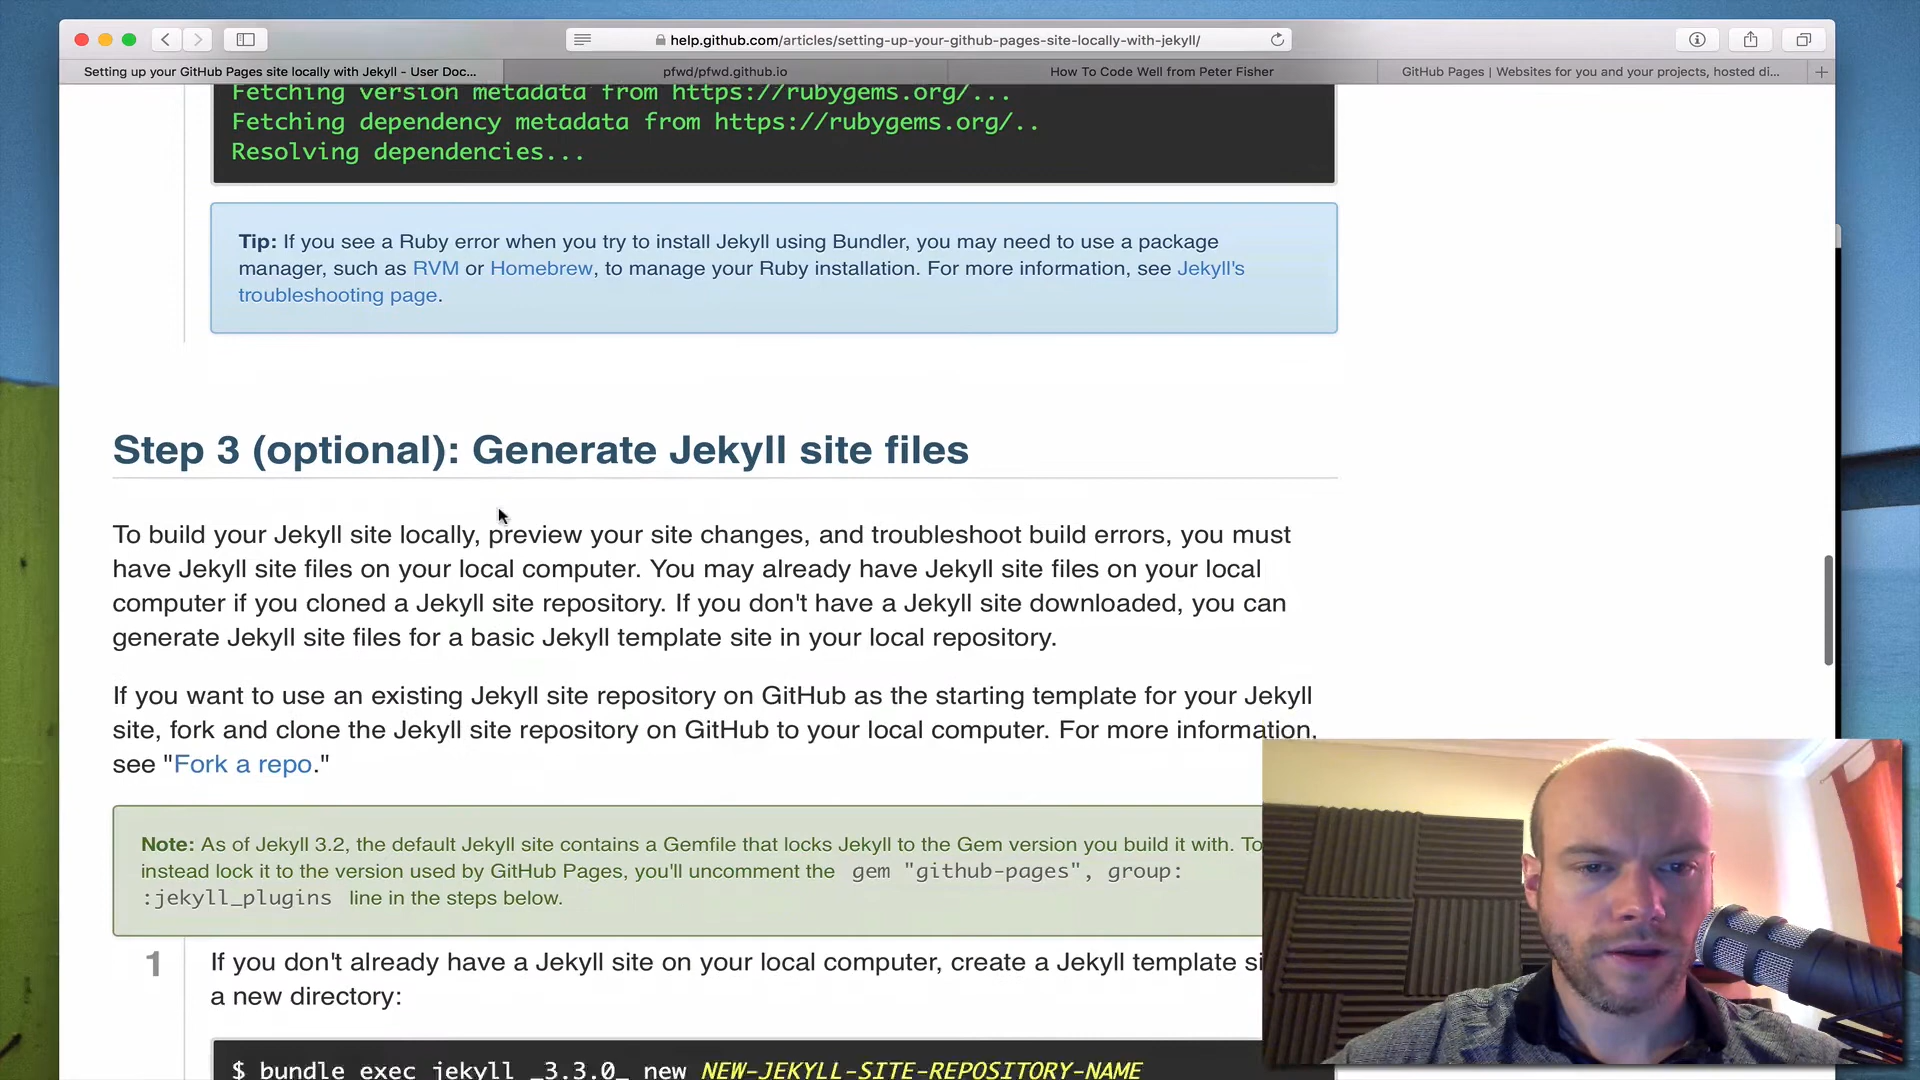 help.github.com/articles/setting-up-your-github-pages-site-locally-with-jekyll/
Setting up your GitHub Pages site locally with Jekyll - User Doc...
pfwd/pfwd.github.io
How To Code Well from Peter Fisher
GitHub Pages | Websites for you and your projects, hosted di...
Fetching version metadata from https://rubygems.org/...
Fetching dependency metadata from https://rubygems.org/..
Resolving dependencies...
Tip: If you see a Ruby error when you try to install Jekyll using Bundler, you may need to use a package
manager, such as RVM or Homebrew, to manage your Ruby installation. For more information, see Jekyll's
troubleshooting page.
Step 3 (optional): Generate Jekyll site files
To build your Jekyll site locally, preview your site changes, and troubleshoot build errors, you must
have Jekyll site files on your local computer. You may already have Jekyll site files on your local
computer if you cloned a Jekyll site repository. If you don't have a Jekyll site downloaded, you can
generate Jekyll site files for a basic Jekyll template site in your local repository.
If you want to use an existing Jekyll site repository on GitHub as the starting template for your Jekyll
site, fork and clone the Jekyll site repository on GitHub to your local computer. For more information,
see "Fork a repo."
Note: As of Jekyll 3.2, the default Jekyll site contains a Gemfile that locks Jekyll to the Gem version you build it with. To
instead lock it to the version used by GitHub Pages, you'll uncomment the gem "github-pages", group:
:jekyll_plugins line in the steps below.
1
If you don't already have a Jekyll site on your local computer, create a Jekyll template
a new directory:
$ bundle exec jekyll _3.3.0_ new NEW-JEKYLL-SITE-REPOSITORY-NAME